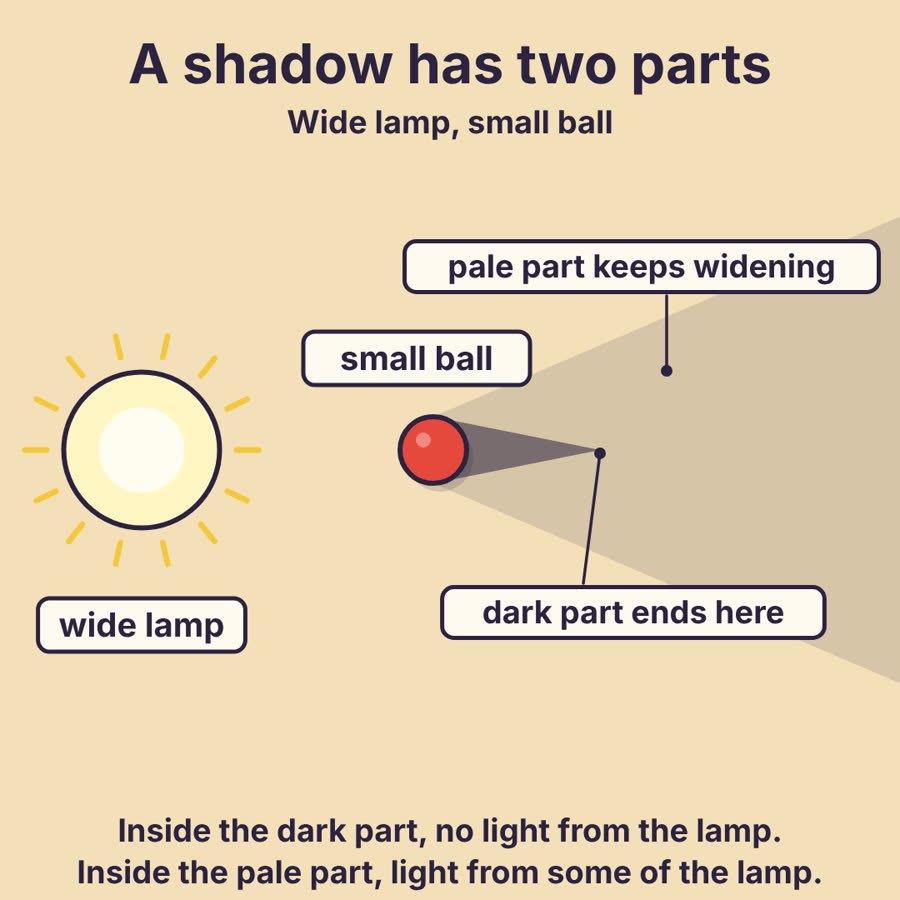 A shadow has two parts
Wide lamp, small ball
pale part keeps widening
small ball
dark part ends here
wide lamp
Inside the dark part, no light from the lamp.
Inside the pale part, light from some of the lamp.